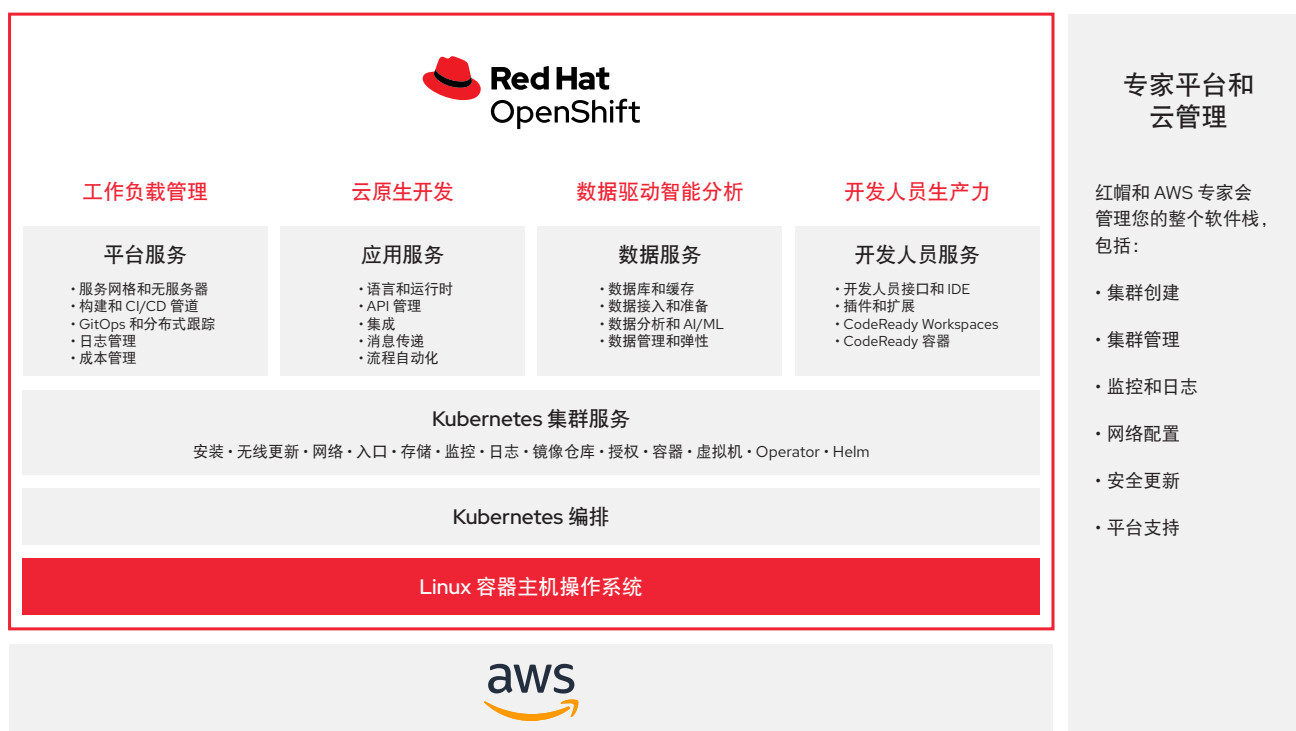 Red Hat
OpenShift
工作负载管理
云原生开发
数据驱动智能分析
开发人员生产力
平台服务
• 服务网格和无服务器
• 构建和 CI/CD 管道
• GitOps 和分布式跟踪
• 日志管理
• 成本管理
应用服务
• 语言和运行时
• API 管理
• 集成
• 消息传递
• 流程自动化
数据服务
• 数据库和缓存
• 数据接入和准备
• 数据分析和 AI/ML
• 数据管理和弹性
开发人员服务
• 开发人员接口和 IDE
• 插件和扩展
• CodeReady Workspaces
• CodeReady 容器
Kubernetes 集群服务
安装 • 无线更新 • 网络 • 入口 • 存储 • 监控 • 日志 • 镜像仓库 • 授权 • 容器 • 虚拟机 • Operator • Helm
Kubernetes 编排
Linux 容器主机操作系统
aws
专家平台和
云管理
红帽和 AWS 专家会
管理您的整个软件栈，
包括：
• 集群创建
• 集群管理
• 监控和日志
• 网络配置
• 安全更新
• 平台支持